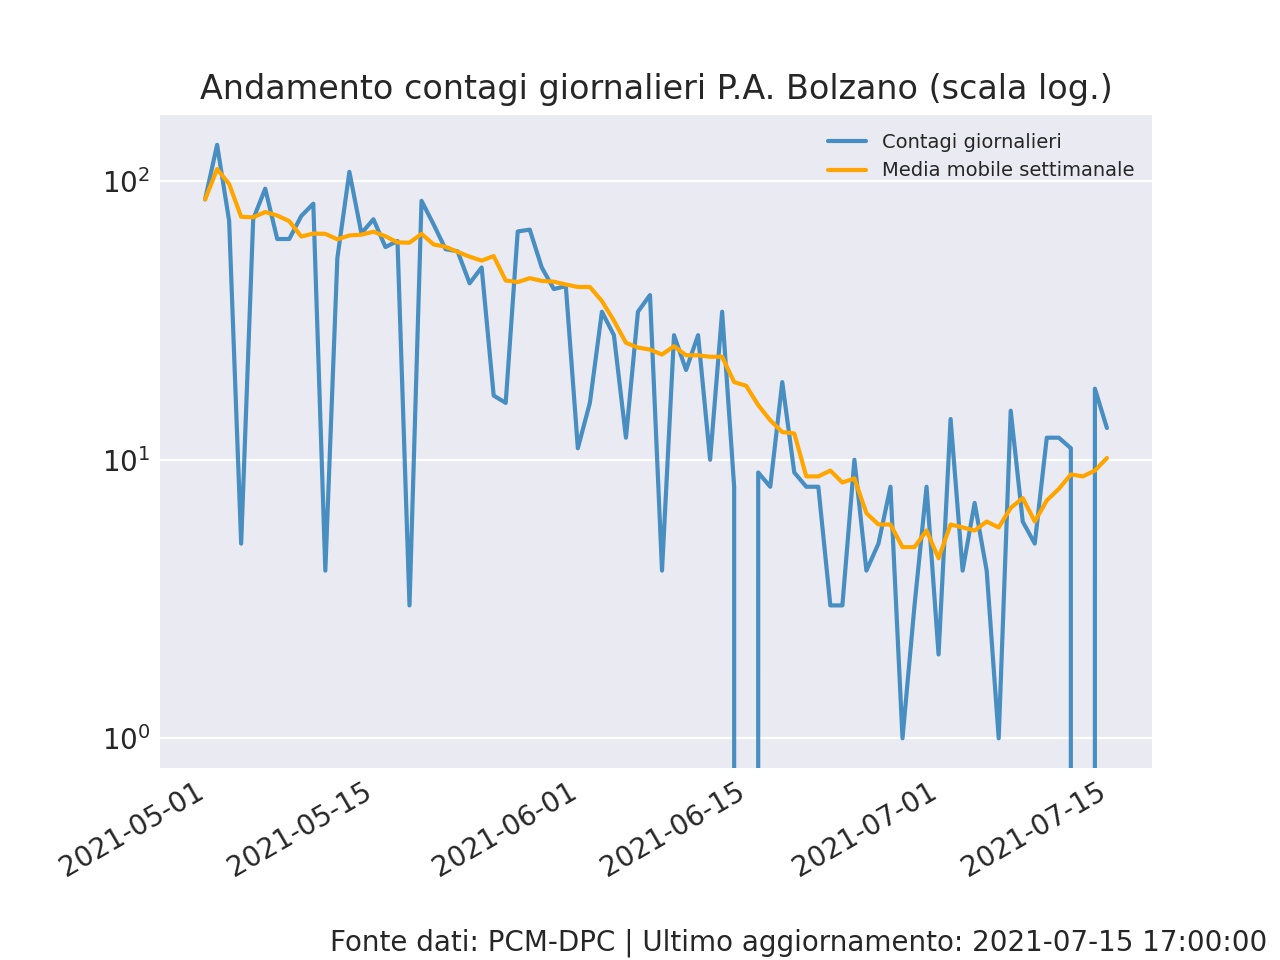 Andamento contagi giornalieri P.A. Bolzano (scala log.)
Contagi giornalieri
Media mobile settimanale
10²
10¹
10⁰
2021-05-01
2021-05-15
2021-06-01
2021-06-15
2021-07-01
2021-07-15
Fonte dati: PCM-DPC | Ultimo aggiornamento: 2021-07-15 17:00:00